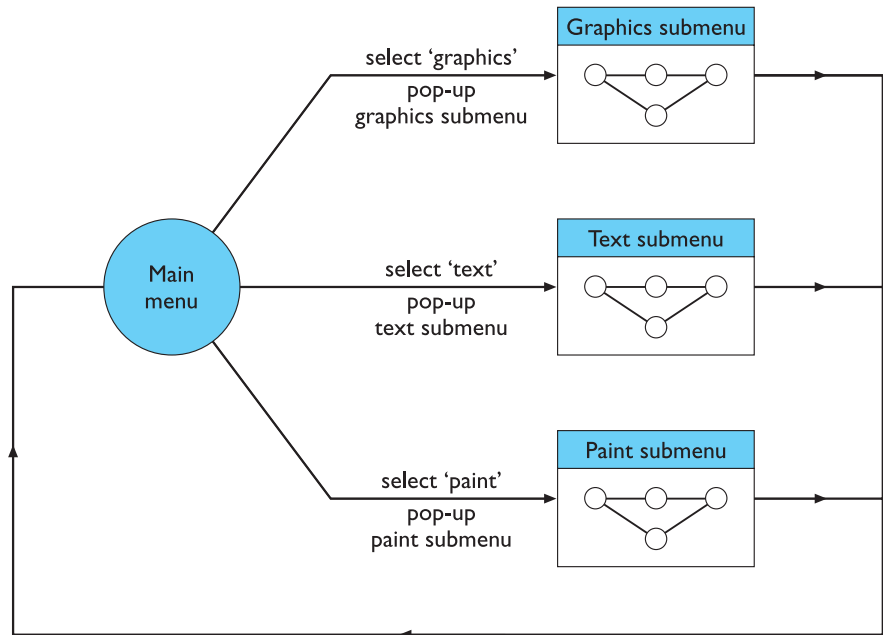 Graphics submenu
select ‘graphics’
pop-up
graphics submenu
Main
menu
Text submenu
select ‘text’
pop-up
text submenu
Paint submenu
select ‘paint’
pop-up
paint submenu